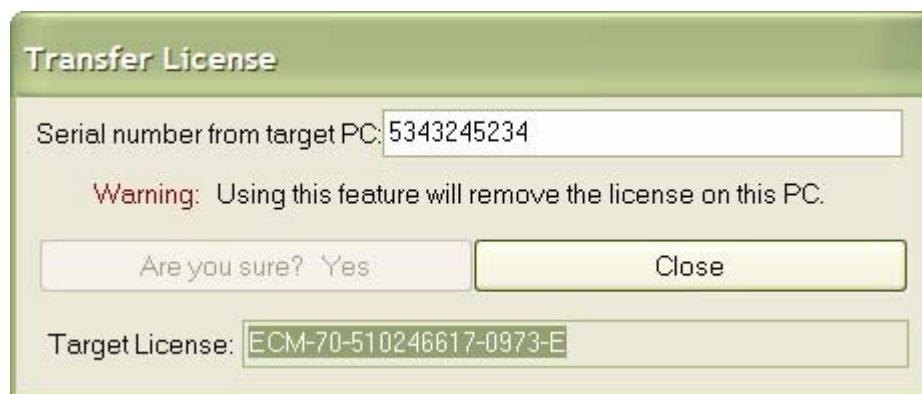 Transfer License
Serial number from target PC: 5343245234
Warning: Using this feature will remove the license on this PC.
Are you sure? Yes
Close
Target License: ECM-70-510246617-0973-E